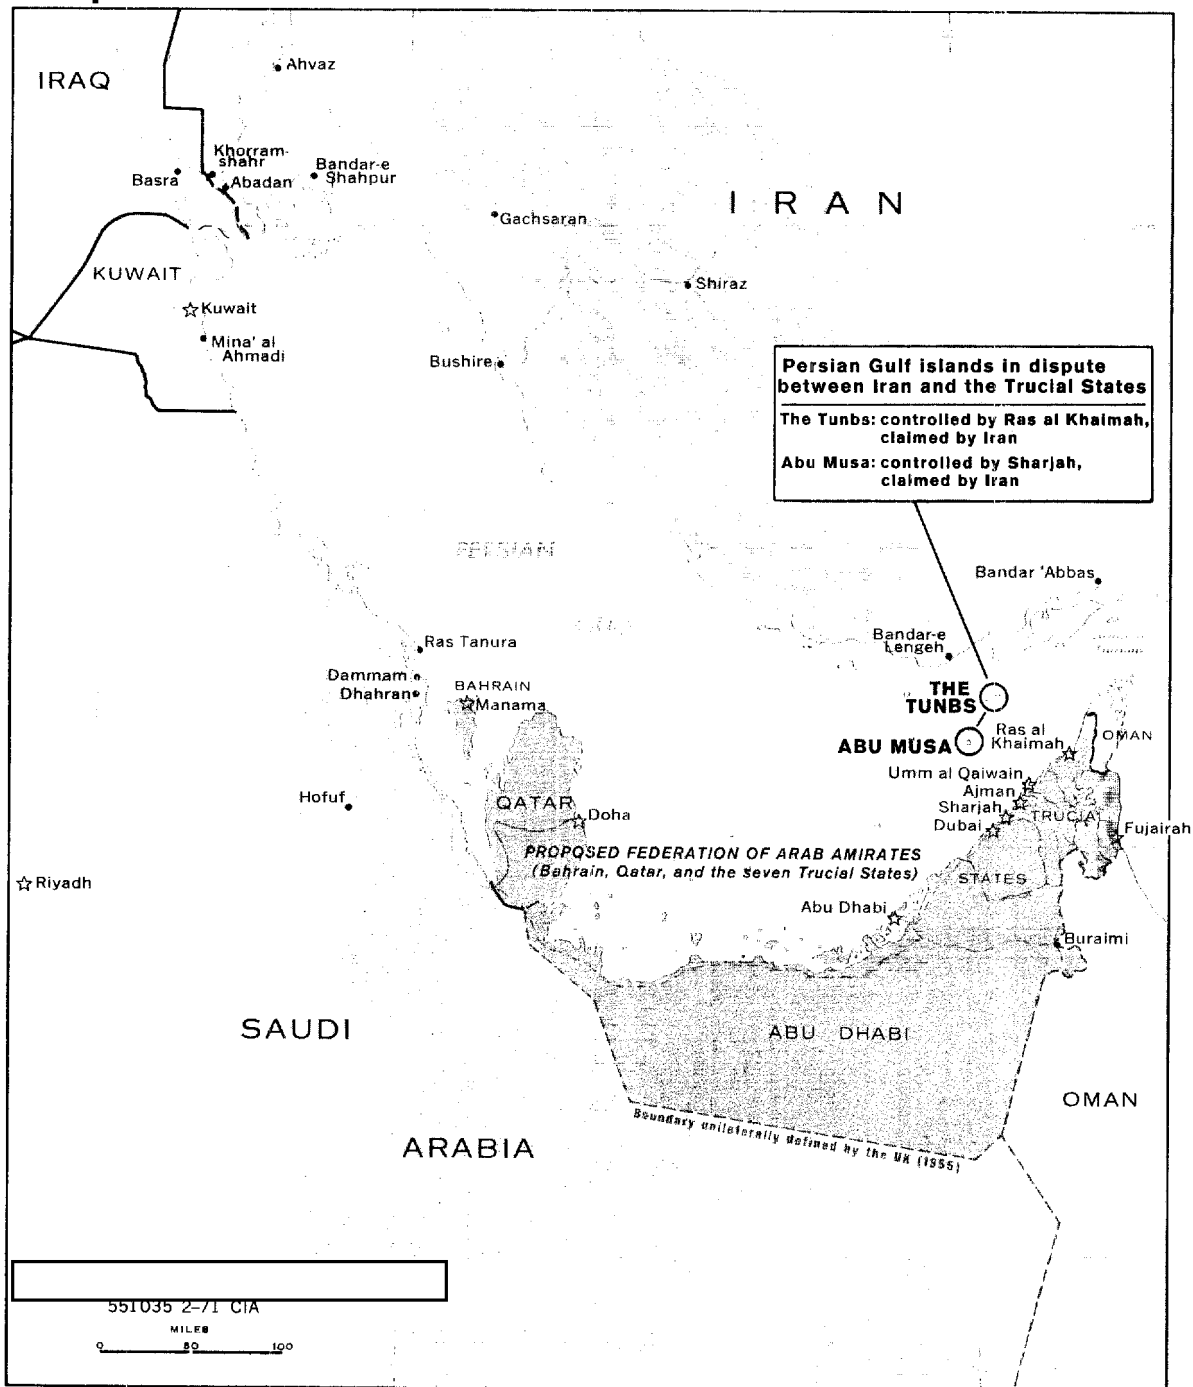 IRAQ
Ahvaz
Khorram-
shahr
Basra
Abadan
Bandar-e
Shahpur
I R A N
Gachsaran
KUWAIT
Shiraz
Kuwait
Mina' al
Ahmadi
Bushire
Persian Gulf islands in dispute
between Iran and the Trucial States
The Tunbs: controlled by Ras al Khaimah,
claimed by Iran
Abu Musa: controlled by Sharjah,
claimed by Iran
PERSIAN
Bandar 'Abbas
Ras Tanura
Bandar-e
Lengeh
Dammam
Dhahran
BAHRAIN
Manama
THE
TUNBS
ABU MUSA
Ras al
Khaimah
OMAN
Umm al Qaiwain
Ajman
Sharjah
Dubai
TRUCIAL
Fujairah
Hofuf
QATAR
Doha
PROPOSED FEDERATION OF ARAB AMIRATES
(Bahrain, Qatar, and the seven Trucial States)
STATES
Riyadh
Abu Dhabi
Buraimi
SAUDI
ABU DHABI
OMAN
Boundary unilaterally defined by the UK (1955)
ARABIA
551035 2-71 CIA
MILES
0 50 100